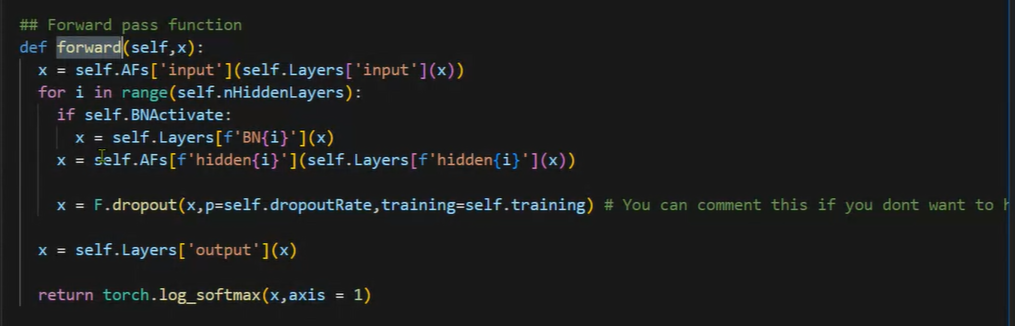 ## Forward pass function
def forward(self,x):
x = self.AFs['input'](self.Layers['input'](x))
for i in range(self.nHiddenLayers):
if self.BNActivate:
x = self.Layers[f'BN{i}'](x)
x = self.AFs[f'hidden{i}'](self.Layers[f'hidden{i}'](x))
x = F.dropout(x,p=self.dropoutRate,training=self.training) # You can comment this if you dont want to
x = self.Layers['output'](x)
return torch.log_softmax(x,axis = 1)